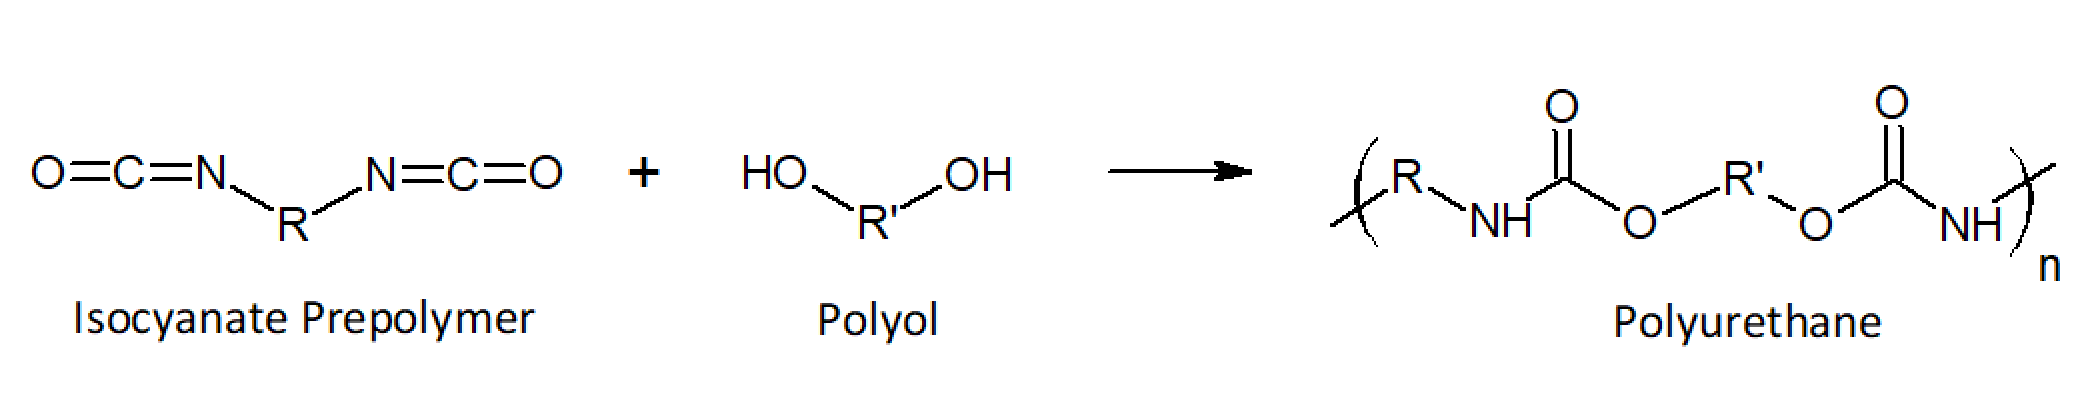 O=C=N R N=C=O + HO R' OH R NH O O R' O O NH n
Isocyanate Prepolymer Polyol Polyurethane